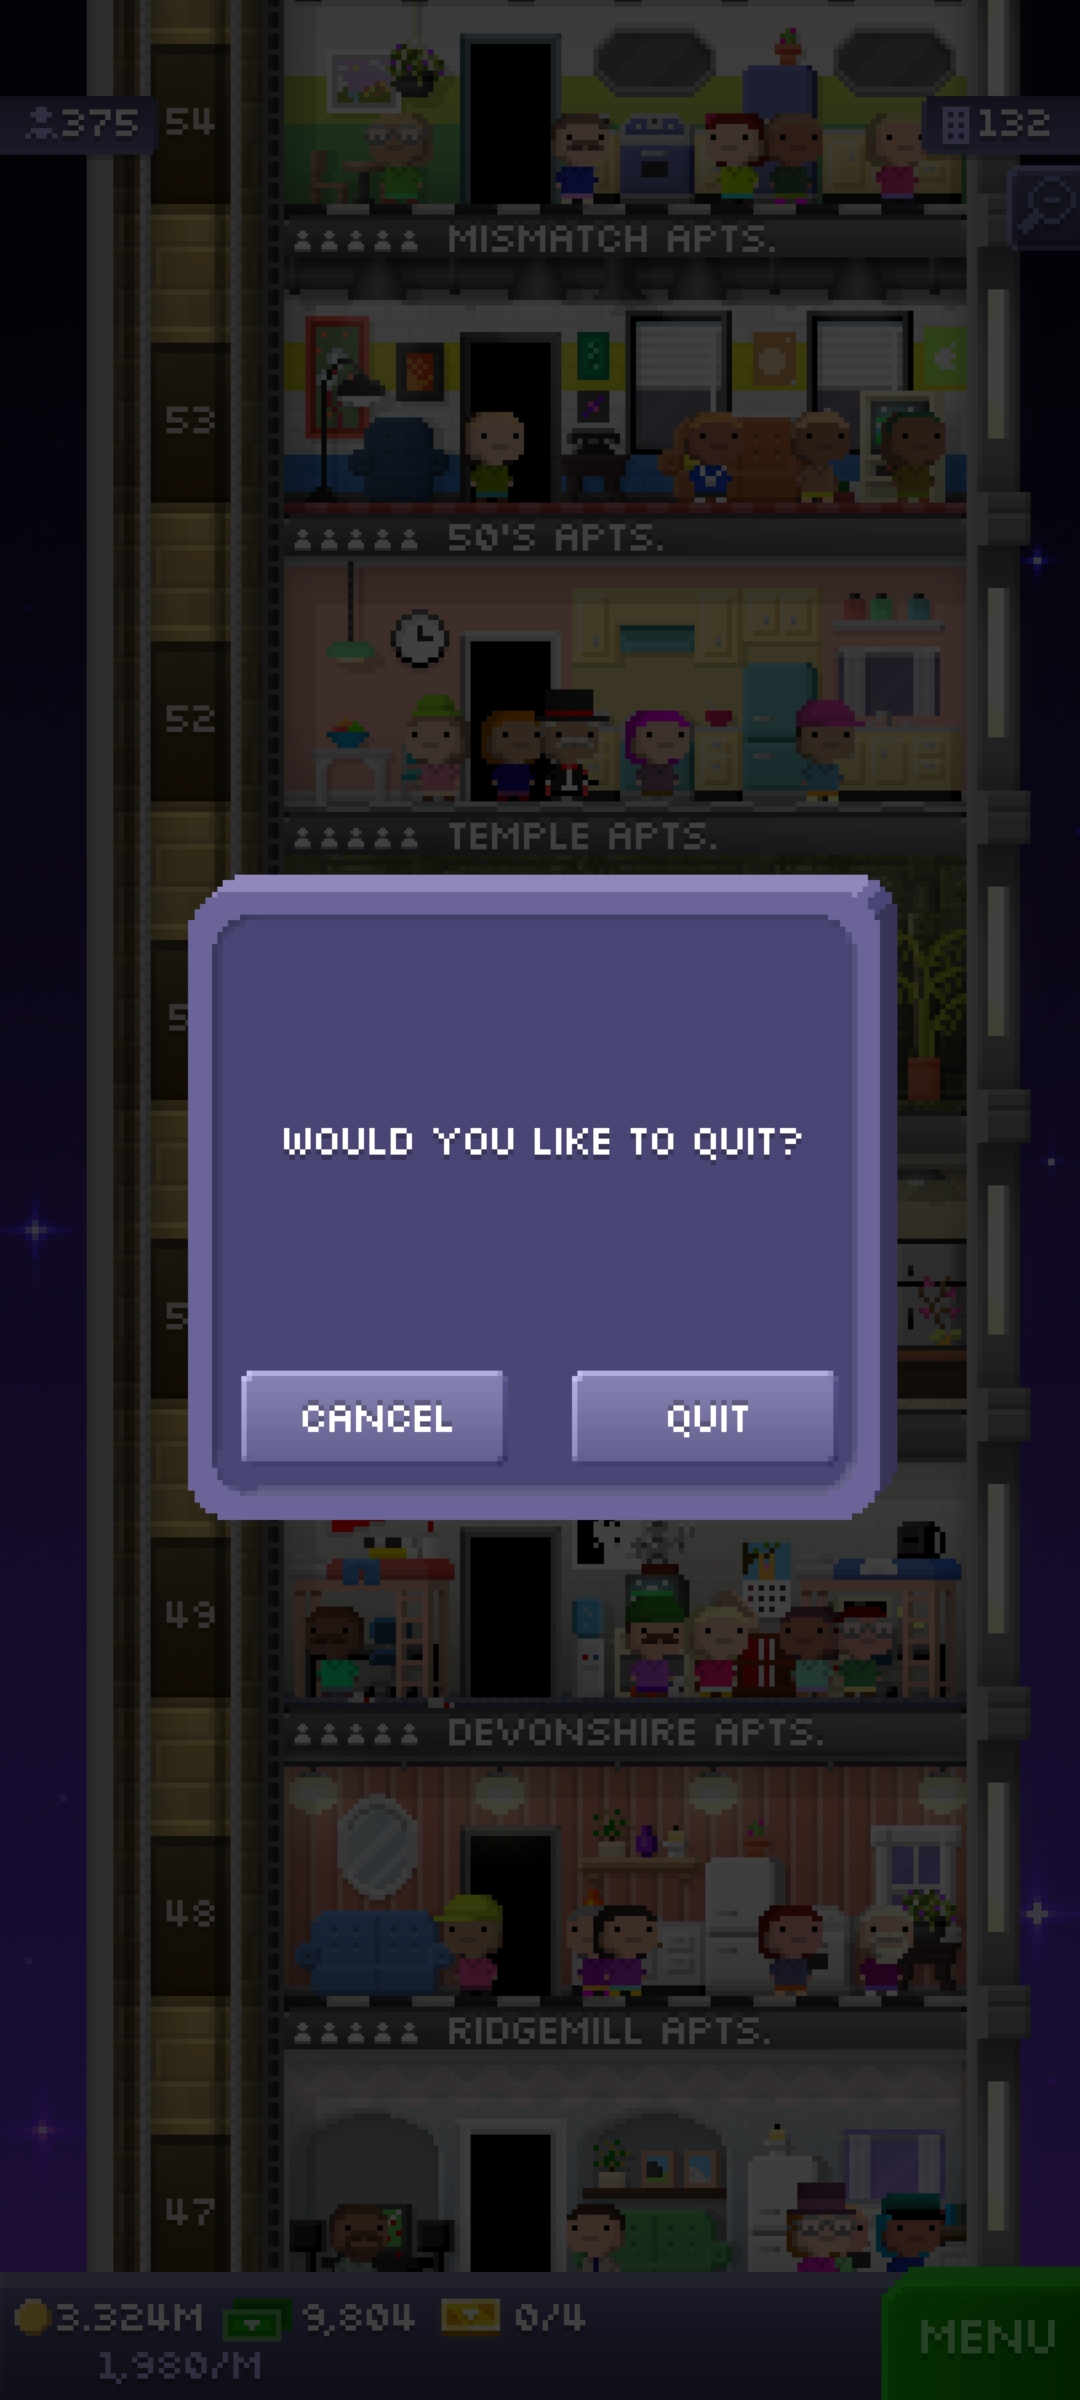 375
54
132
MISMATCH APTS.
53
50'S APTS.
52
TEMPLE APTS.
5
WOULD YOU LIKE TO QUIT?
5
CANCEL
QUIT
49
DEVONSHIRE APTS.
48
RIDGEMILL APTS.
47
3.324M
9,804
0/4
MENU
1,980/M